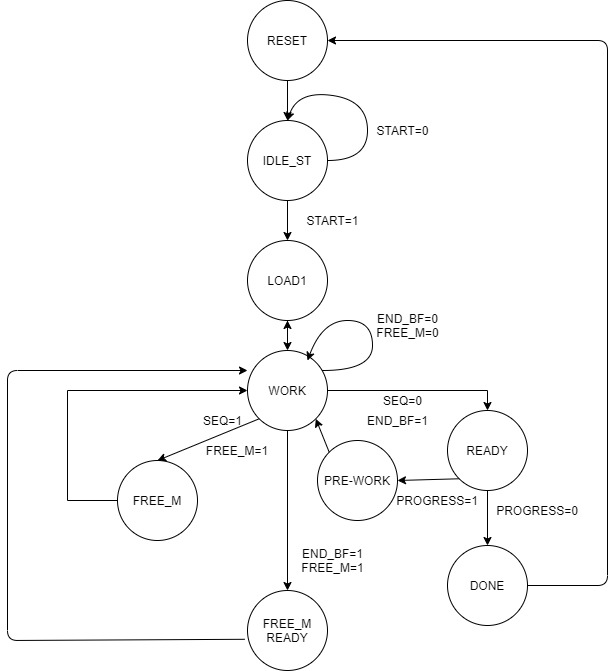 RESET
START=0
IDLE_ST
START=1
LOAD1
END_BF=0
FREE_M=0
WORK
SEQ=0
SEQ=1
END_BF=1
FREE_M=1
READY
PRE-WORK
FREE_M
PROGRESS=1
PROGRESS=0
END_BF=1
FREE_M=1
DONE
FREE_M
READY